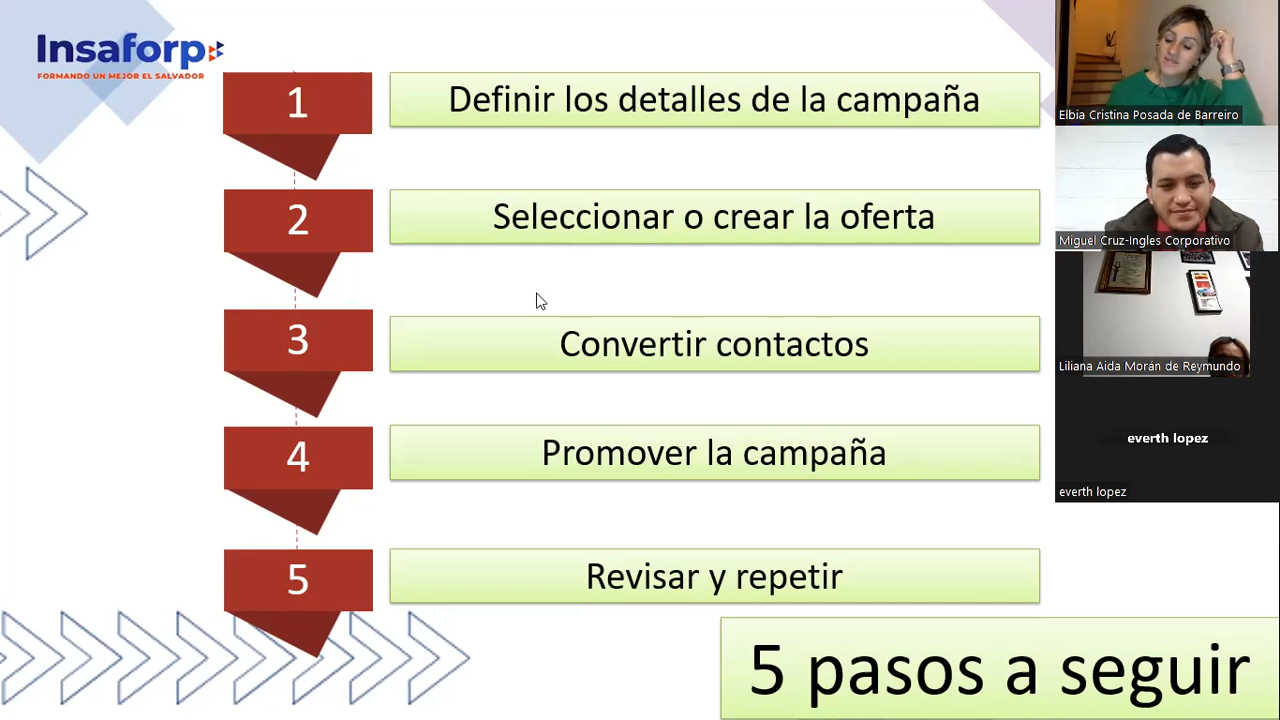 Insaforp
FORMANDO UN MEJOR EL SALVADOR
1
Definir los detalles de la campaña
2
Seleccionar o crear la oferta
3
Convertir contactos
4
Promover la campaña
5
Revisar y repetir
5 pasos a seguir
Elbia Cristina Posada de Barreiro
Miguel Cruz-Ingles Corporativo
Liliana Aida Morán de Reymundo
everth lopez
everth lopez